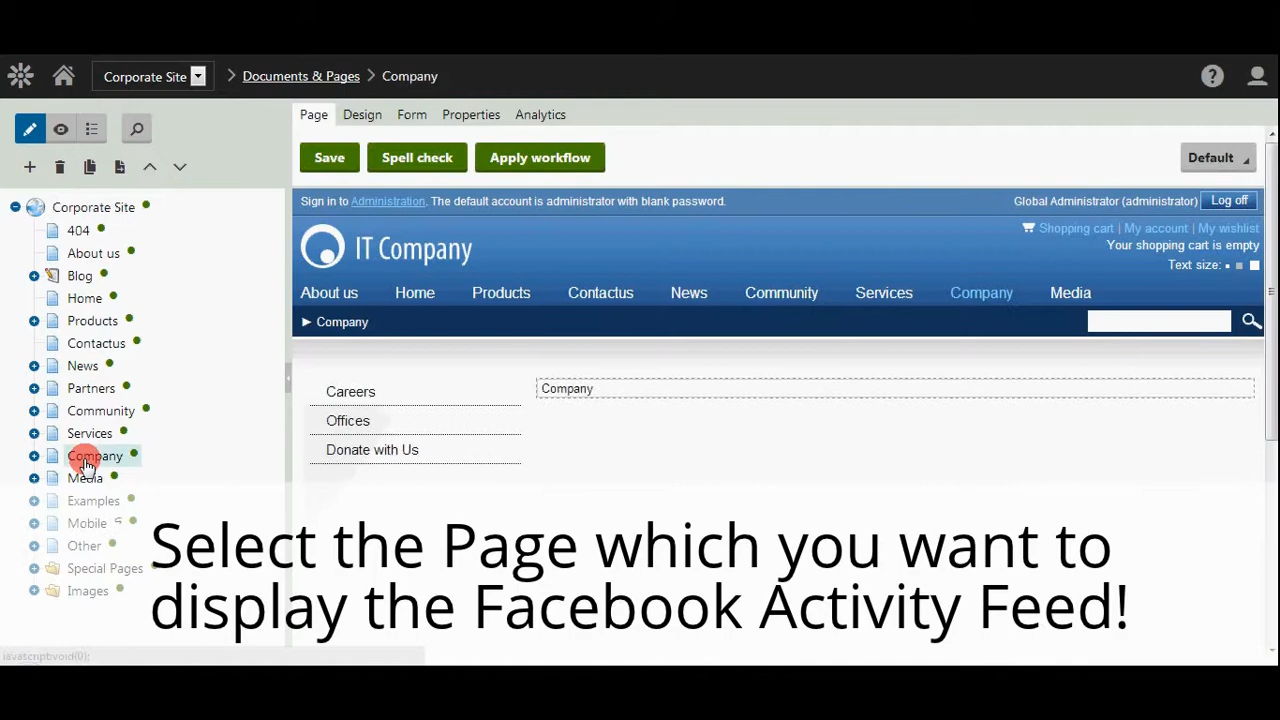 Corporate Site
Documents & Pages
Company
Page
Design
Form
Properties
Analytics
Save
Spell check
Apply workflow
Default
Corporate Site
404
About us
Blog
Home
Products
Contactus
News
Partners
Community
Services
Company
Media
Examples
Mobile
Other
Special Pages
Images
Sign in to Administration. The default account is administrator with blank password.
Global Administrator (administrator)
Log off
IT Company
Shopping cart | My account | My wishlist
Your shopping cart is empty
Text size:
About us
Home
Products
Contactus
News
Community
Services
Company
Media
Company
Careers
Offices
Donate with Us
Company
Select the Page which you want to
display the Facebook Activity Feed!
javascript:void(0);